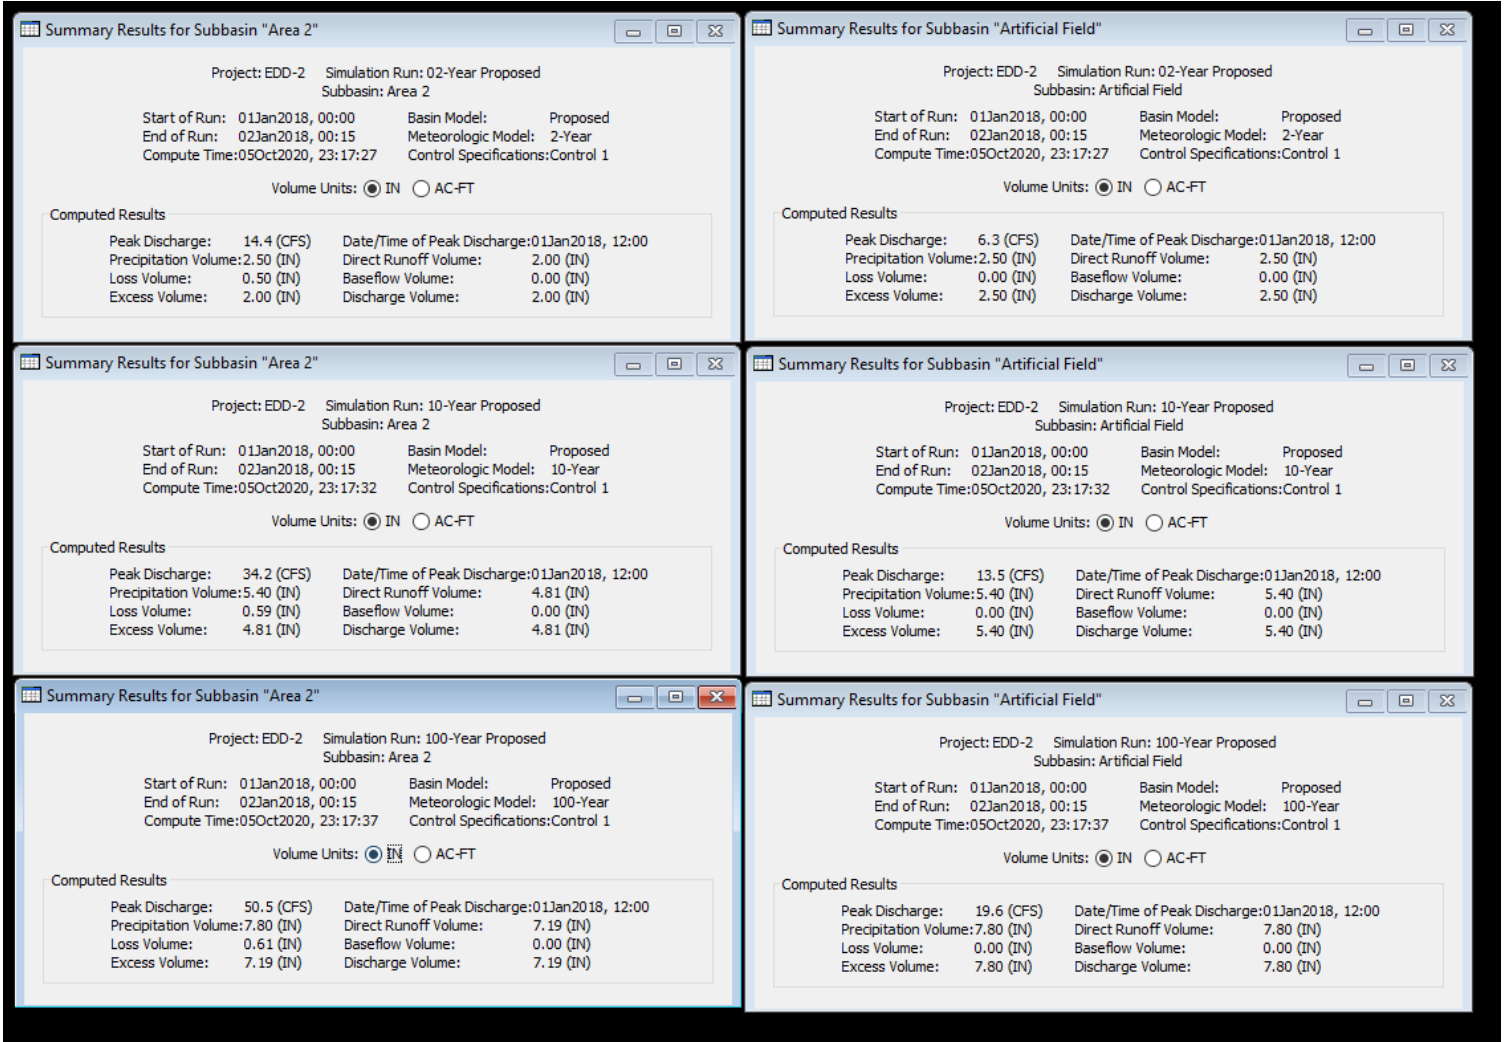 Summary Results for Subbasin "Area 2"
Project: EDD-2 Simulation Run: 02-Year Proposed
Subbasin: Area 2
Start of Run: 01Jan2018, 00:00 Basin Model: Proposed
End of Run: 02Jan2018, 00:15 Meteorologic Model: 2-Year
Compute Time:05Oct2020, 23:17:27 Control Specifications:Control 1
Volume Units: IN AC-FT
Computed Results
Peak Discharge: 14.4 (CFS) Date/Time of Peak Discharge:01Jan2018, 12:00
Precipitation Volume:2.50 (IN) Direct Runoff Volume: 2.00 (IN)
Loss Volume: 0.50 (IN) Baseflow Volume: 0.00 (IN)
Excess Volume: 2.00 (IN) Discharge Volume: 2.00 (IN)
Summary Results for Subbasin "Artificial Field"
Project: EDD-2 Simulation Run: 02-Year Proposed
Subbasin: Artificial Field
Start of Run: 01Jan2018, 00:00 Basin Model: Proposed
End of Run: 02Jan2018, 00:15 Meteorologic Model: 2-Year
Compute Time:05Oct2020, 23:17:27 Control Specifications:Control 1
Volume Units: IN AC-FT
Computed Results
Peak Discharge: 6.3 (CFS) Date/Time of Peak Discharge:01Jan2018, 12:00
Precipitation Volume:2.50 (IN) Direct Runoff Volume: 2.50 (IN)
Loss Volume: 0.00 (IN) Baseflow Volume: 0.00 (IN)
Excess Volume: 2.50 (IN) Discharge Volume: 2.50 (IN)
Summary Results for Subbasin "Area 2"
Project: EDD-2 Simulation Run: 10-Year Proposed
Subbasin: Area 2
Start of Run: 01Jan2018, 00:00 Basin Model: Proposed
End of Run: 02Jan2018, 00:15 Meteorologic Model: 10-Year
Compute Time:05Oct2020, 23:17:32 Control Specifications:Control 1
Volume Units: IN AC-FT
Computed Results
Peak Discharge: 34.2 (CFS) Date/Time of Peak Discharge:01Jan2018, 12:00
Precipitation Volume:5.40 (IN) Direct Runoff Volume: 4.81 (IN)
Loss Volume: 0.59 (IN) Baseflow Volume: 0.00 (IN)
Excess Volume: 4.81 (IN) Discharge Volume: 4.81 (IN)
Summary Results for Subbasin "Artificial Field"
Project: EDD-2 Simulation Run: 10-Year Proposed
Subbasin: Artificial Field
Start of Run: 01Jan2018, 00:00 Basin Model: Proposed
End of Run: 02Jan2018, 00:15 Meteorologic Model: 10-Year
Compute Time:05Oct2020, 23:17:32 Control Specifications:Control 1
Volume Units: IN AC-FT
Computed Results
Peak Discharge: 13.5 (CFS) Date/Time of Peak Discharge:01Jan2018, 12:00
Precipitation Volume:5.40 (IN) Direct Runoff Volume: 5.40 (IN)
Loss Volume: 0.00 (IN) Baseflow Volume: 0.00 (IN)
Excess Volume: 5.40 (IN) Discharge Volume: 5.40 (IN)
Summary Results for Subbasin "Area 2"
Project: EDD-2 Simulation Run: 100-Year Proposed
Subbasin: Area 2
Start of Run: 01Jan2018, 00:00 Basin Model: Proposed
End of Run: 02Jan2018, 00:15 Meteorologic Model: 100-Year
Compute Time:05Oct2020, 23:17:37 Control Specifications:Control 1
Volume Units: IN AC-FT
Computed Results
Peak Discharge: 50.5 (CFS) Date/Time of Peak Discharge:01Jan2018, 12:00
Precipitation Volume:7.80 (IN) Direct Runoff Volume: 7.19 (IN)
Loss Volume: 0.61 (IN) Baseflow Volume: 0.00 (IN)
Excess Volume: 7.19 (IN) Discharge Volume: 7.19 (IN)
Summary Results for Subbasin "Artificial Field"
Project: EDD-2 Simulation Run: 100-Year Proposed
Subbasin: Artificial Field
Start of Run: 01Jan2018, 00:00 Basin Model: Proposed
End of Run: 02Jan2018, 00:15 Meteorologic Model: 100-Year
Compute Time:05Oct2020, 23:17:37 Control Specifications:Control 1
Volume Units: IN AC-FT
Computed Results
Peak Discharge: 19.6 (CFS) Date/Time of Peak Discharge:01Jan2018, 12:00
Precipitation Volume:7.80 (IN) Direct Runoff Volume: 7.80 (IN)
Loss Volume: 0.00 (IN) Baseflow Volume: 0.00 (IN)
Excess Volume: 7.80 (IN) Discharge Volume: 7.80 (IN)